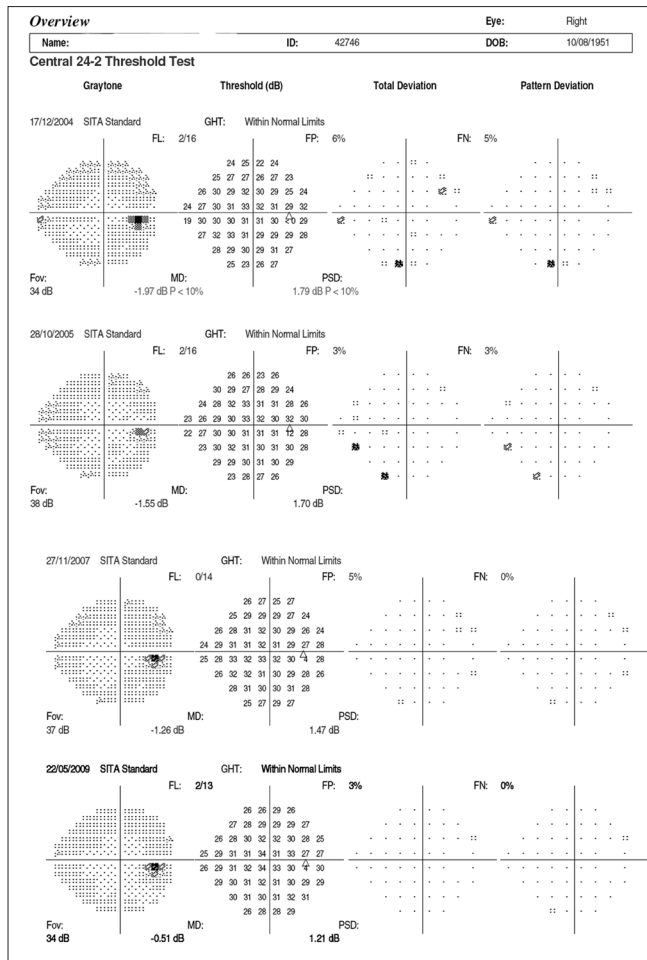 Overview Eye: Right
Name: ID: 42746 DOB: 10/08/1951
Central 24-2 Threshold Test
Graytone Threshold (dB) Total Deviation Pattern Deviation
17/12/2004 SITA Standard GHT: Within Normal Limits
FL: 2/16 FP: 6% FN: 5%
24 25 22 24
25 27 27 26 27 23
26 30 29 32 30 29 25 24
24 27 30 31 33 32 31 29 32
19 30 30 30 31 31 30 29
27 32 33 31 29 29 29 28
28 29 30 29 31 27
25 23 26 27
Fov: MD: PSD:
34 dB -1.97 dB P < 10% 1.79 dB P < 10%
28/10/2005 SITA Standard GHT: Within Normal Limits
FL: 2/16 FP: 3% FN: 3%
26 26 23 26
30 29 27 28 29 24
24 28 32 33 31 31 28 26
23 26 29 30 33 32 30 32 30
22 27 30 30 31 31 31 12 28
23 30 32 31 30 31 30 28
29 29 30 31 30 29
23 28 27 26
Fov: MD: PSD:
38 dB -1.55 dB 1.70 dB
27/11/2007 SITA Standard GHT: Within Normal Limits
FL: 0/14 FP: 5% FN: 0%
26 27 25 27
25 29 29 29 27 24
26 28 31 32 30 29 26 24
24 29 31 32 32 31 29 27 28
25 28 33 32 33 32 30 4 28
26 32 32 31 30 29 28 26
28 31 30 30 31 28
25 27 29 27
Fov: MD: PSD:
37 dB -1.26 dB 1.47 dB
22/05/2009 SITA Standard GHT: Within Normal Limits
FL: 2/13 FP: 3% FN: 0%
26 26 29 26
27 28 29 29 29 27
26 28 30 32 32 30 28 25
25 29 31 31 34 31 33 27 27
26 29 31 32 34 33 30 4 30
29 30 31 32 31 30 29 29
30 31 30 31 32 31
26 28 28 29
Fov: MD: PSD:
34 dB -0.51 dB 1.21 dB